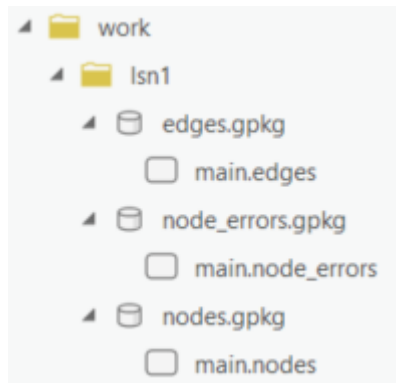 work
lsn1
edges.gpkg
main.edges
node_errors.gpkg
main.node_errors
nodes.gpkg
main.nodes